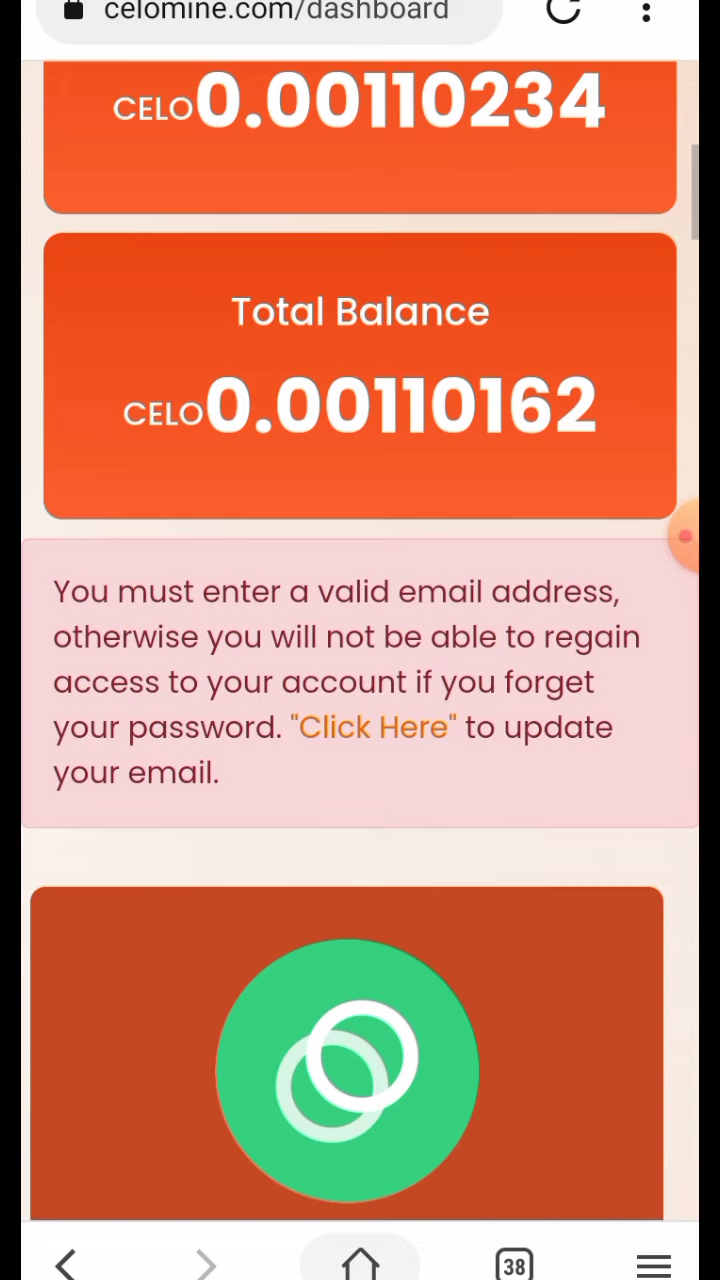 celomine.com/dashboard
CELO0.00110234
Total Balance
CELO0.00110162
You must enter a valid email address,
otherwise you will not be able to regain
access to your account if you forget
your password. "Click Here" to update
your email.
38